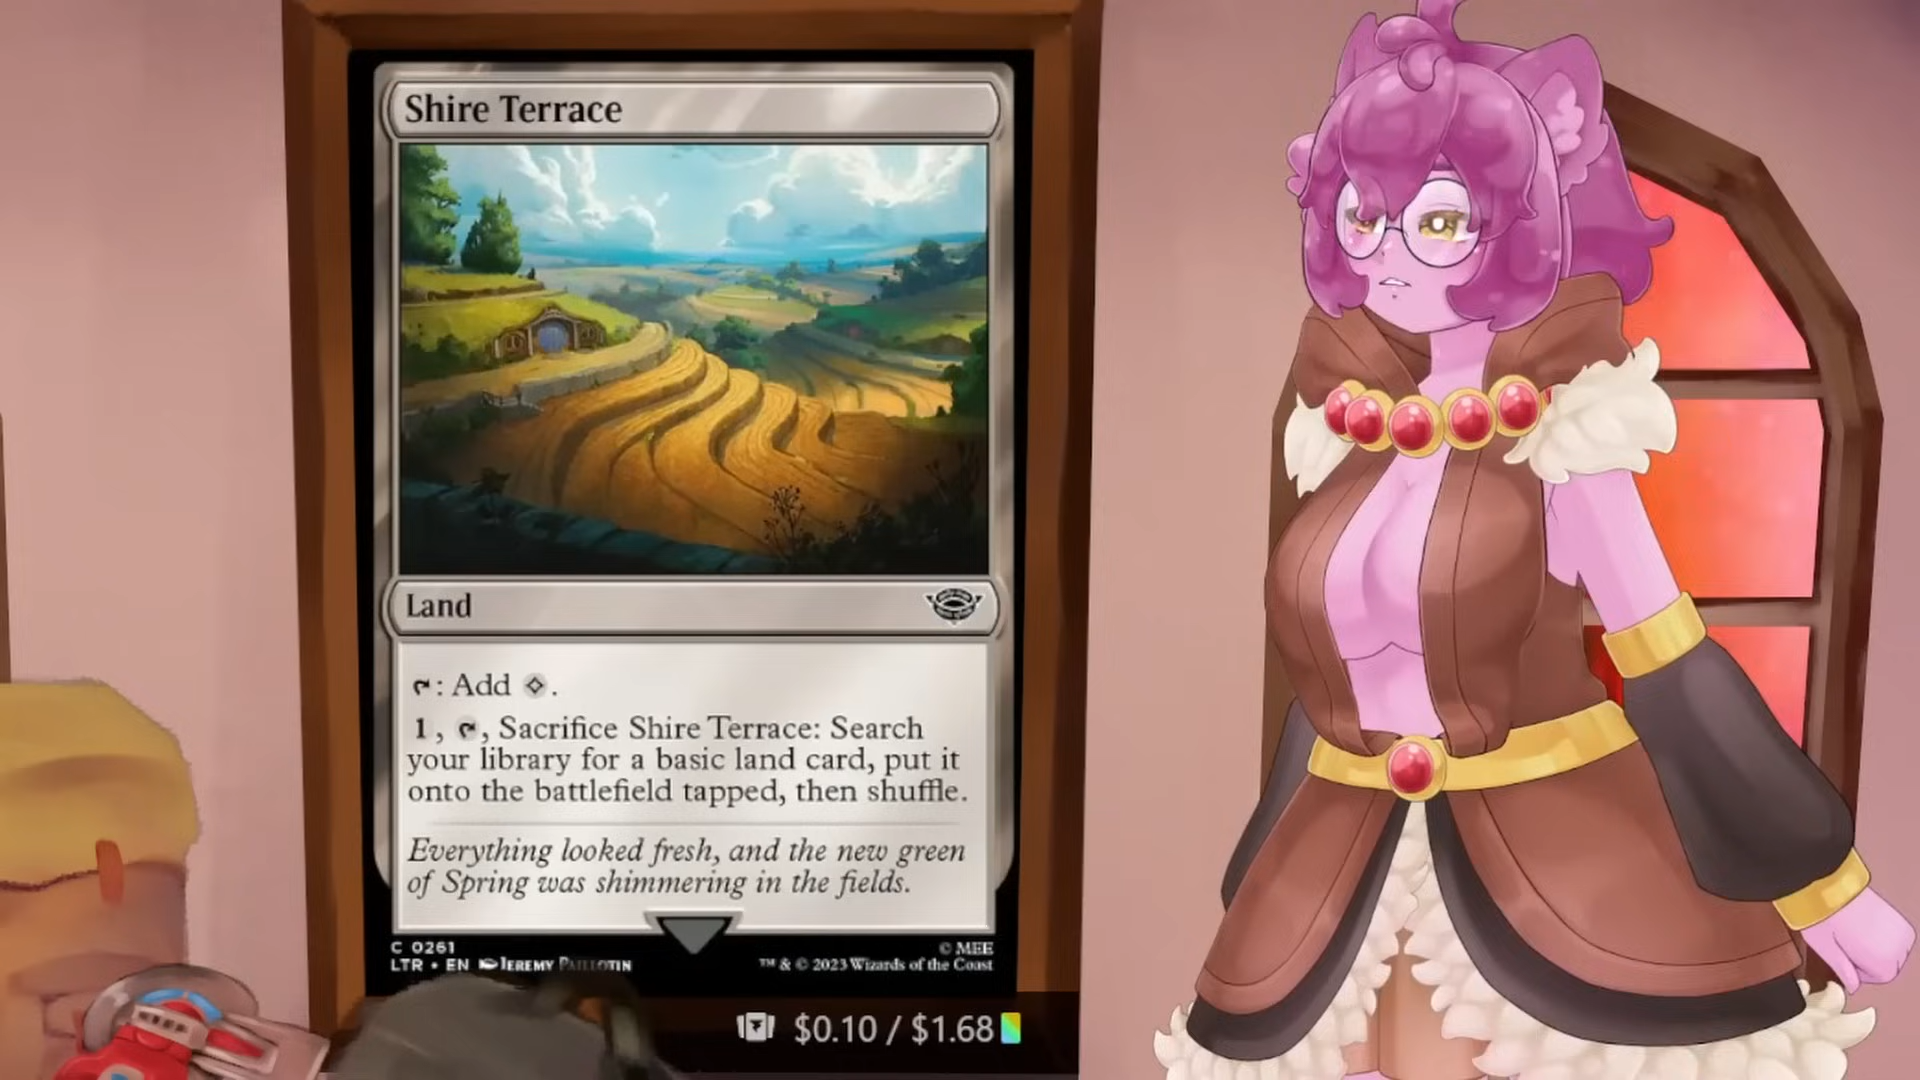 Shire Terrace
Land
: Add .
1, , Sacrifice Shire Terrace: Search
your library for a basic land card, put it
onto the battlefield tapped, then shuffle.
Everything looked fresh, and the new green
of Spring was shimmering in the fields.
C 0261
© MEE
LTR • EN JEREMY PAILLOTIN
™ & © 2023 Wizards of the Coast
$0.10 / $1.68